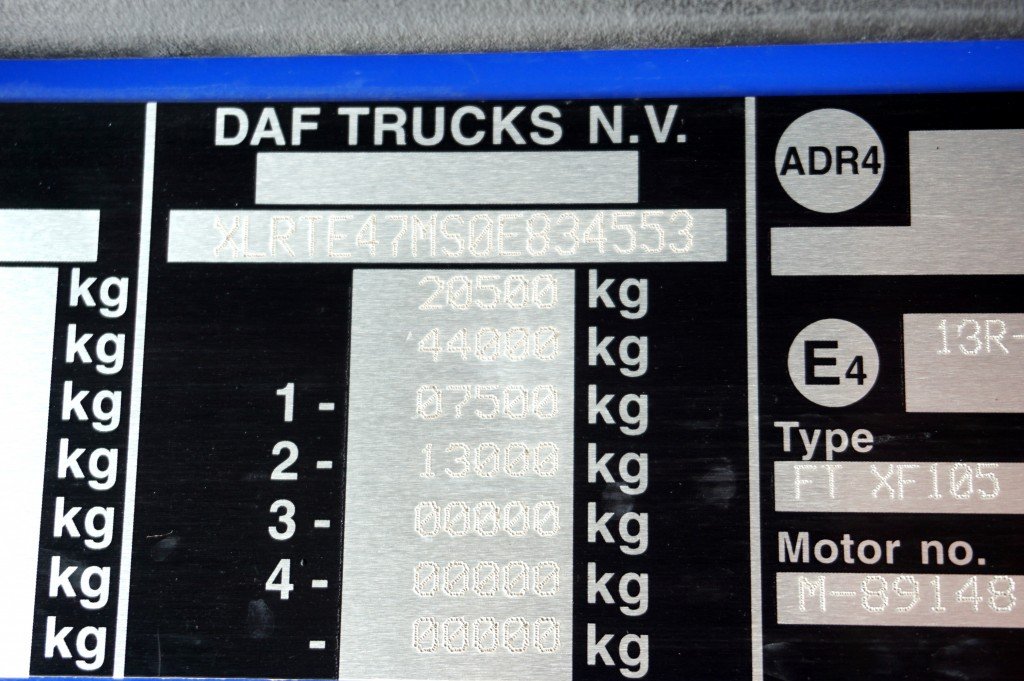 DAF TRUCKS N.V.
XLRTE47MS0E834553
kg
kg
kg
kg
kg
kg
kg
20500 kg
44000 kg
1 - 07500 kg
2 - 13000 kg
3 - 00000 kg
4 - 00000 kg
- 00000 kg
ADR4
E4
13R-
Type
FT XF105
Motor no.
M-89148